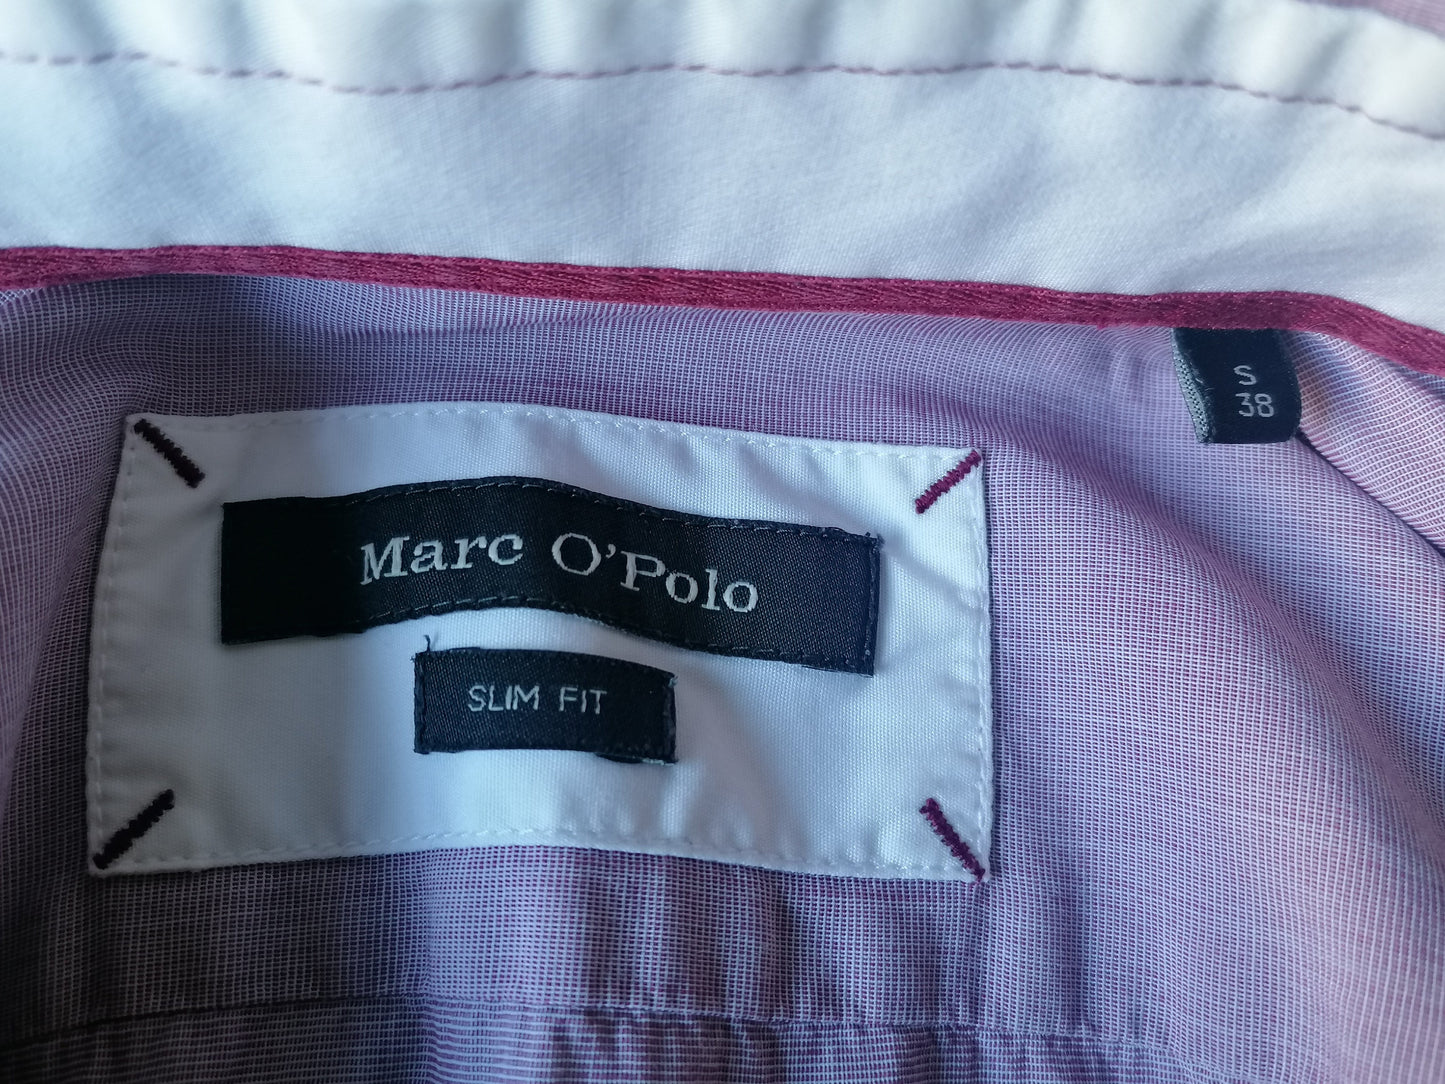 Marc O'Polo
SLIM FIT
S
38